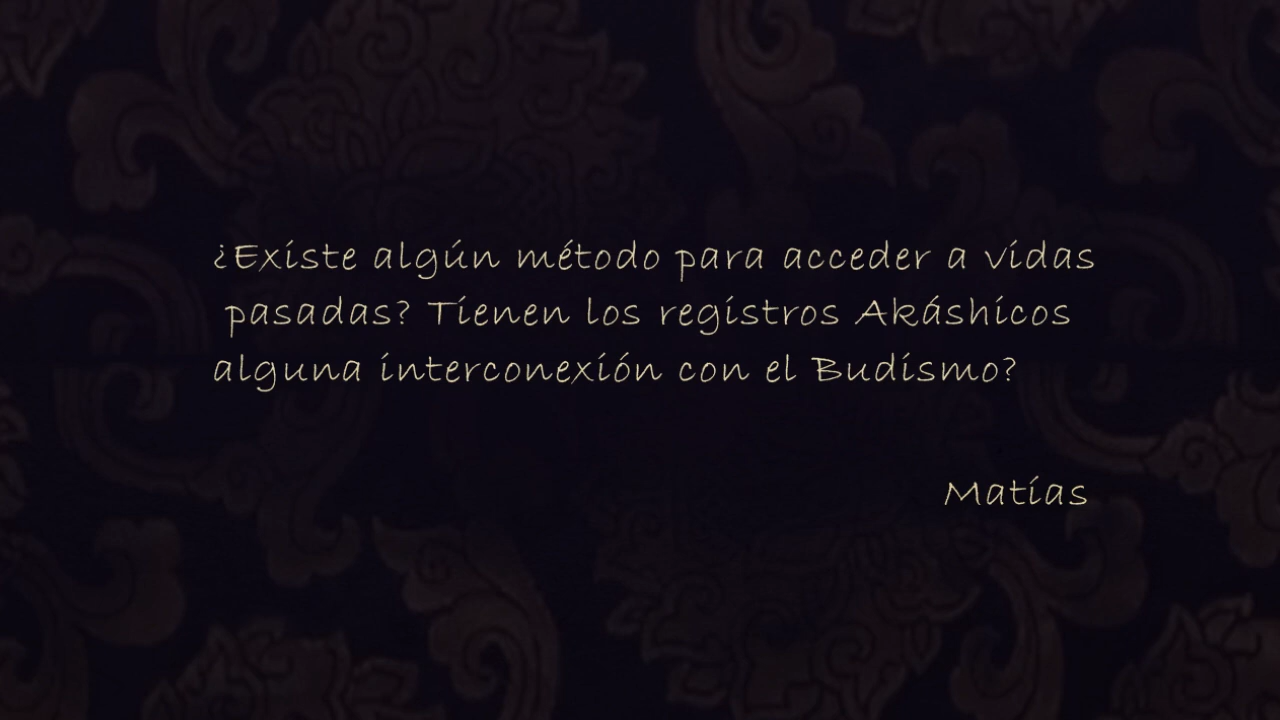 ¿Existe algún método para acceder a vidas
pasadas? Tienen los registros Akáshicos
alguna interconexión con el Budismo?
Matías